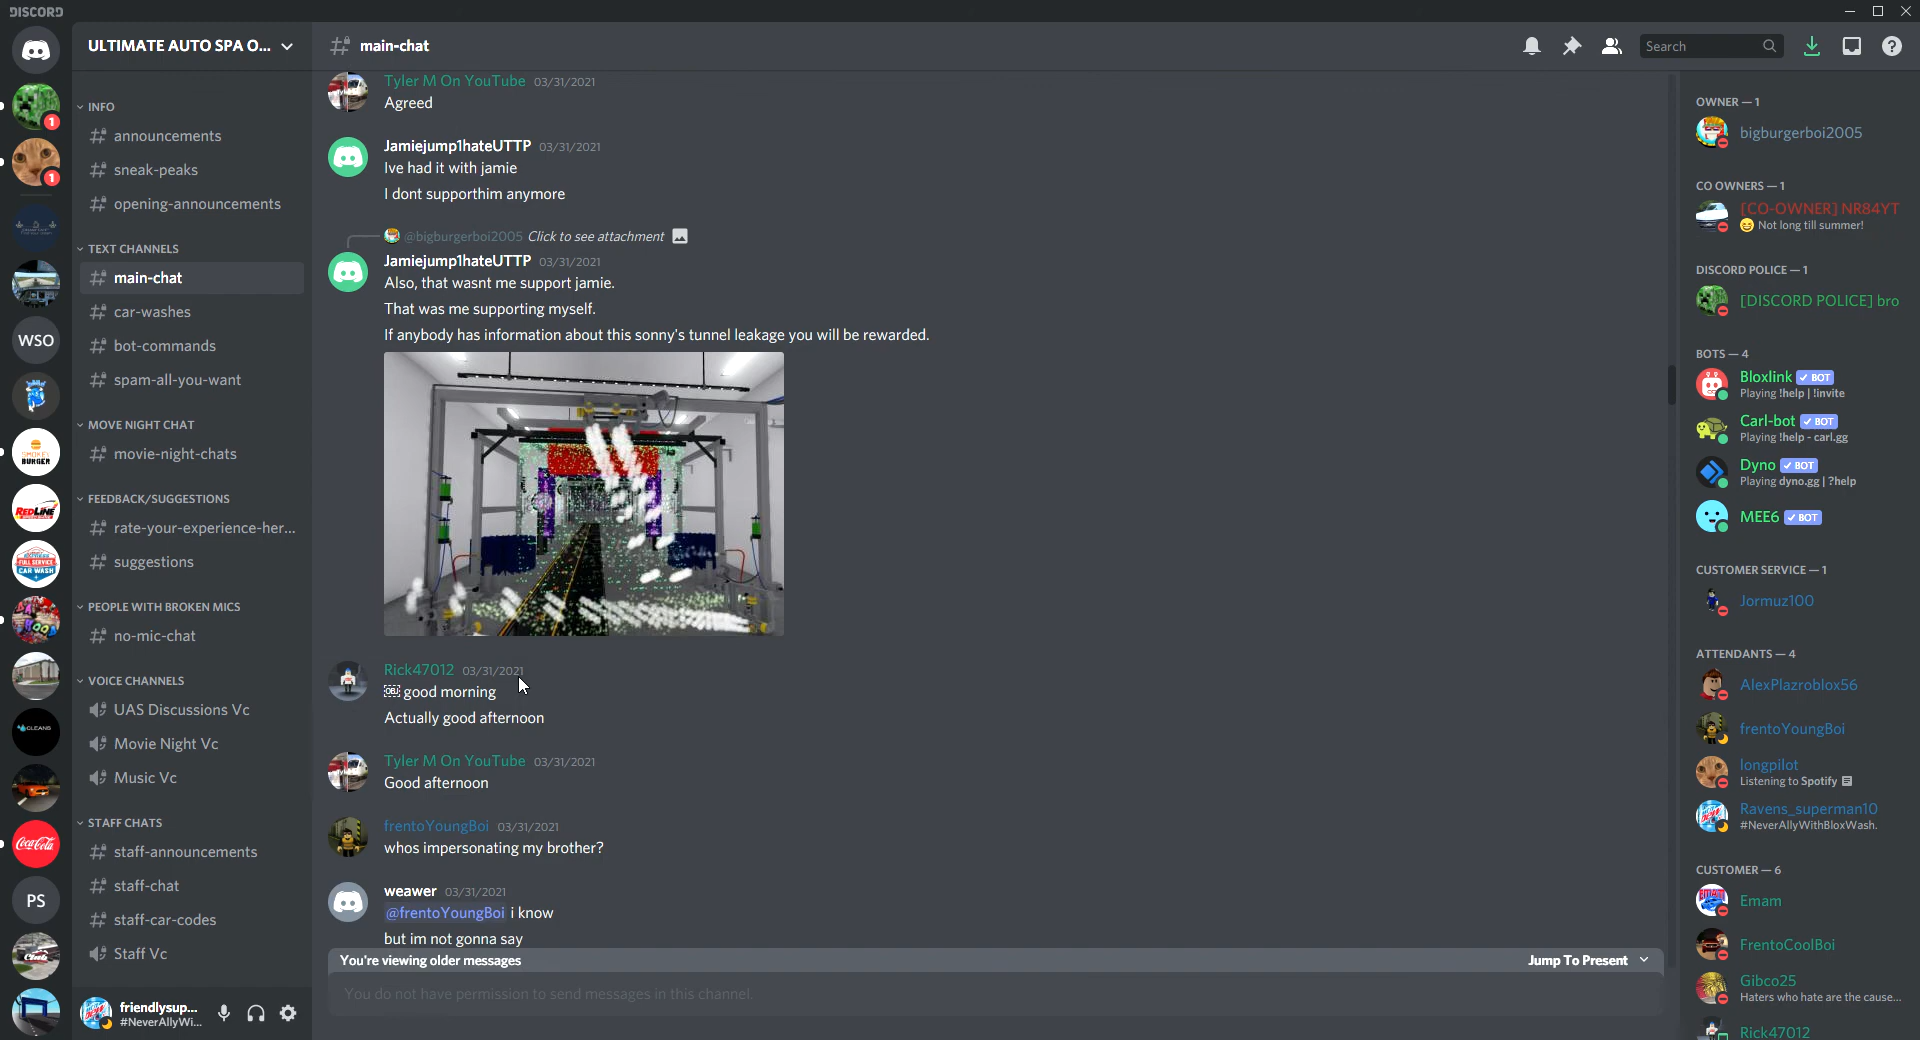 DISCORD
ULTIMATE AUTO SPA O...
main-chat
Search
1
1
WSO
SMOKEY BURGER
REDLINE
FULL SERVICE
CAR WASH
CLEANS
Coca-Cola
PS
INFO
announcements
sneak-peaks
opening-announcements
TEXT CHANNELS
main-chat
car-washes
bot-commands
spam-all-you-want
MOVE NIGHT CHAT
movie-night-chats
FEEDBACK/SUGGESTIONS
rate-your-experience-her...
suggestions
PEOPLE WITH BROKEN MICS
no-mic-chat
VOICE CHANNELS
UAS Discussions Vc
Movie Night Vc
Music Vc
STAFF CHATS
staff-announcements
staff-chat
staff-car-codes
Staff Vc
friendlysup...
#NeverAllyWi...
Tyler M On YouTube 03/31/2021
Agreed
Jamiejump1hateUTTP 03/31/2021
Ive had it with jamie
I dont supporthim anymore
@bigburgerboi2005 Click to see attachment
Jamiejump1hateUTTP 03/31/2021
Also, that wasnt me support jamie.
That was me supporting myself.
If anybody has information about this sonny's tunnel leakage you will be rewarded.
Rick47012 03/31/2021
￼ good morning
Actually good afternoon
Tyler M On YouTube 03/31/2021
Good afternoon
frentoYoungBoi 03/31/2021
whos impersonating my brother?
weawer 03/31/2021
@frentoYoungBoi i know
but im not gonna say
You're viewing older messages
Jump To Present
You do not have permission to send messages in this channel.
OWNER — 1
bigburgerboi2005
CO OWNERS — 1
[CO-OWNER] NR84YT
Not long till summer!
DISCORD POLICE — 1
[DISCORD POLICE] bro
BOTS — 4
Bloxlink ✓ BOT
Playing !help | !invite
Carl-bot ✓ BOT
Playing !help - carl.gg
Dyno ✓ BOT
Playing dyno.gg | ?help
MEE6 ✓ BOT
CUSTOMER SERVICE — 1
Jormuz100
ATTENDANTS — 4
AlexPlazroblox56
frentoYoungBoi
longpilot
Listening to Spotify
Ravens_superman10
#NeverAllyWithBloxWash.
CUSTOMER — 6
Emam
FrentoCoolBoi
Gibco25
Haters who hate are the cause...
Rick47012